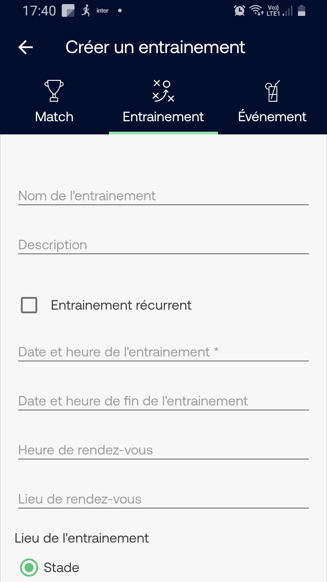 17:40 inter Vo)) LTE1
Créer un entrainement
Match Entrainement Événement
Nom de l'entrainement
Description
Entrainement récurrent
Date et heure de l'entrainement *
Date et heure de fin de l'entrainement
Heure de rendez-vous
Lieu de rendez-vous
Lieu de l'entrainement
Stade